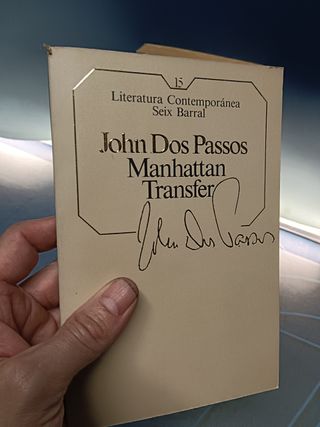 15
Literatura Contemporánea
Seix Barral
John Dos Passos
Manhattan
Transfer
John Dos Passos